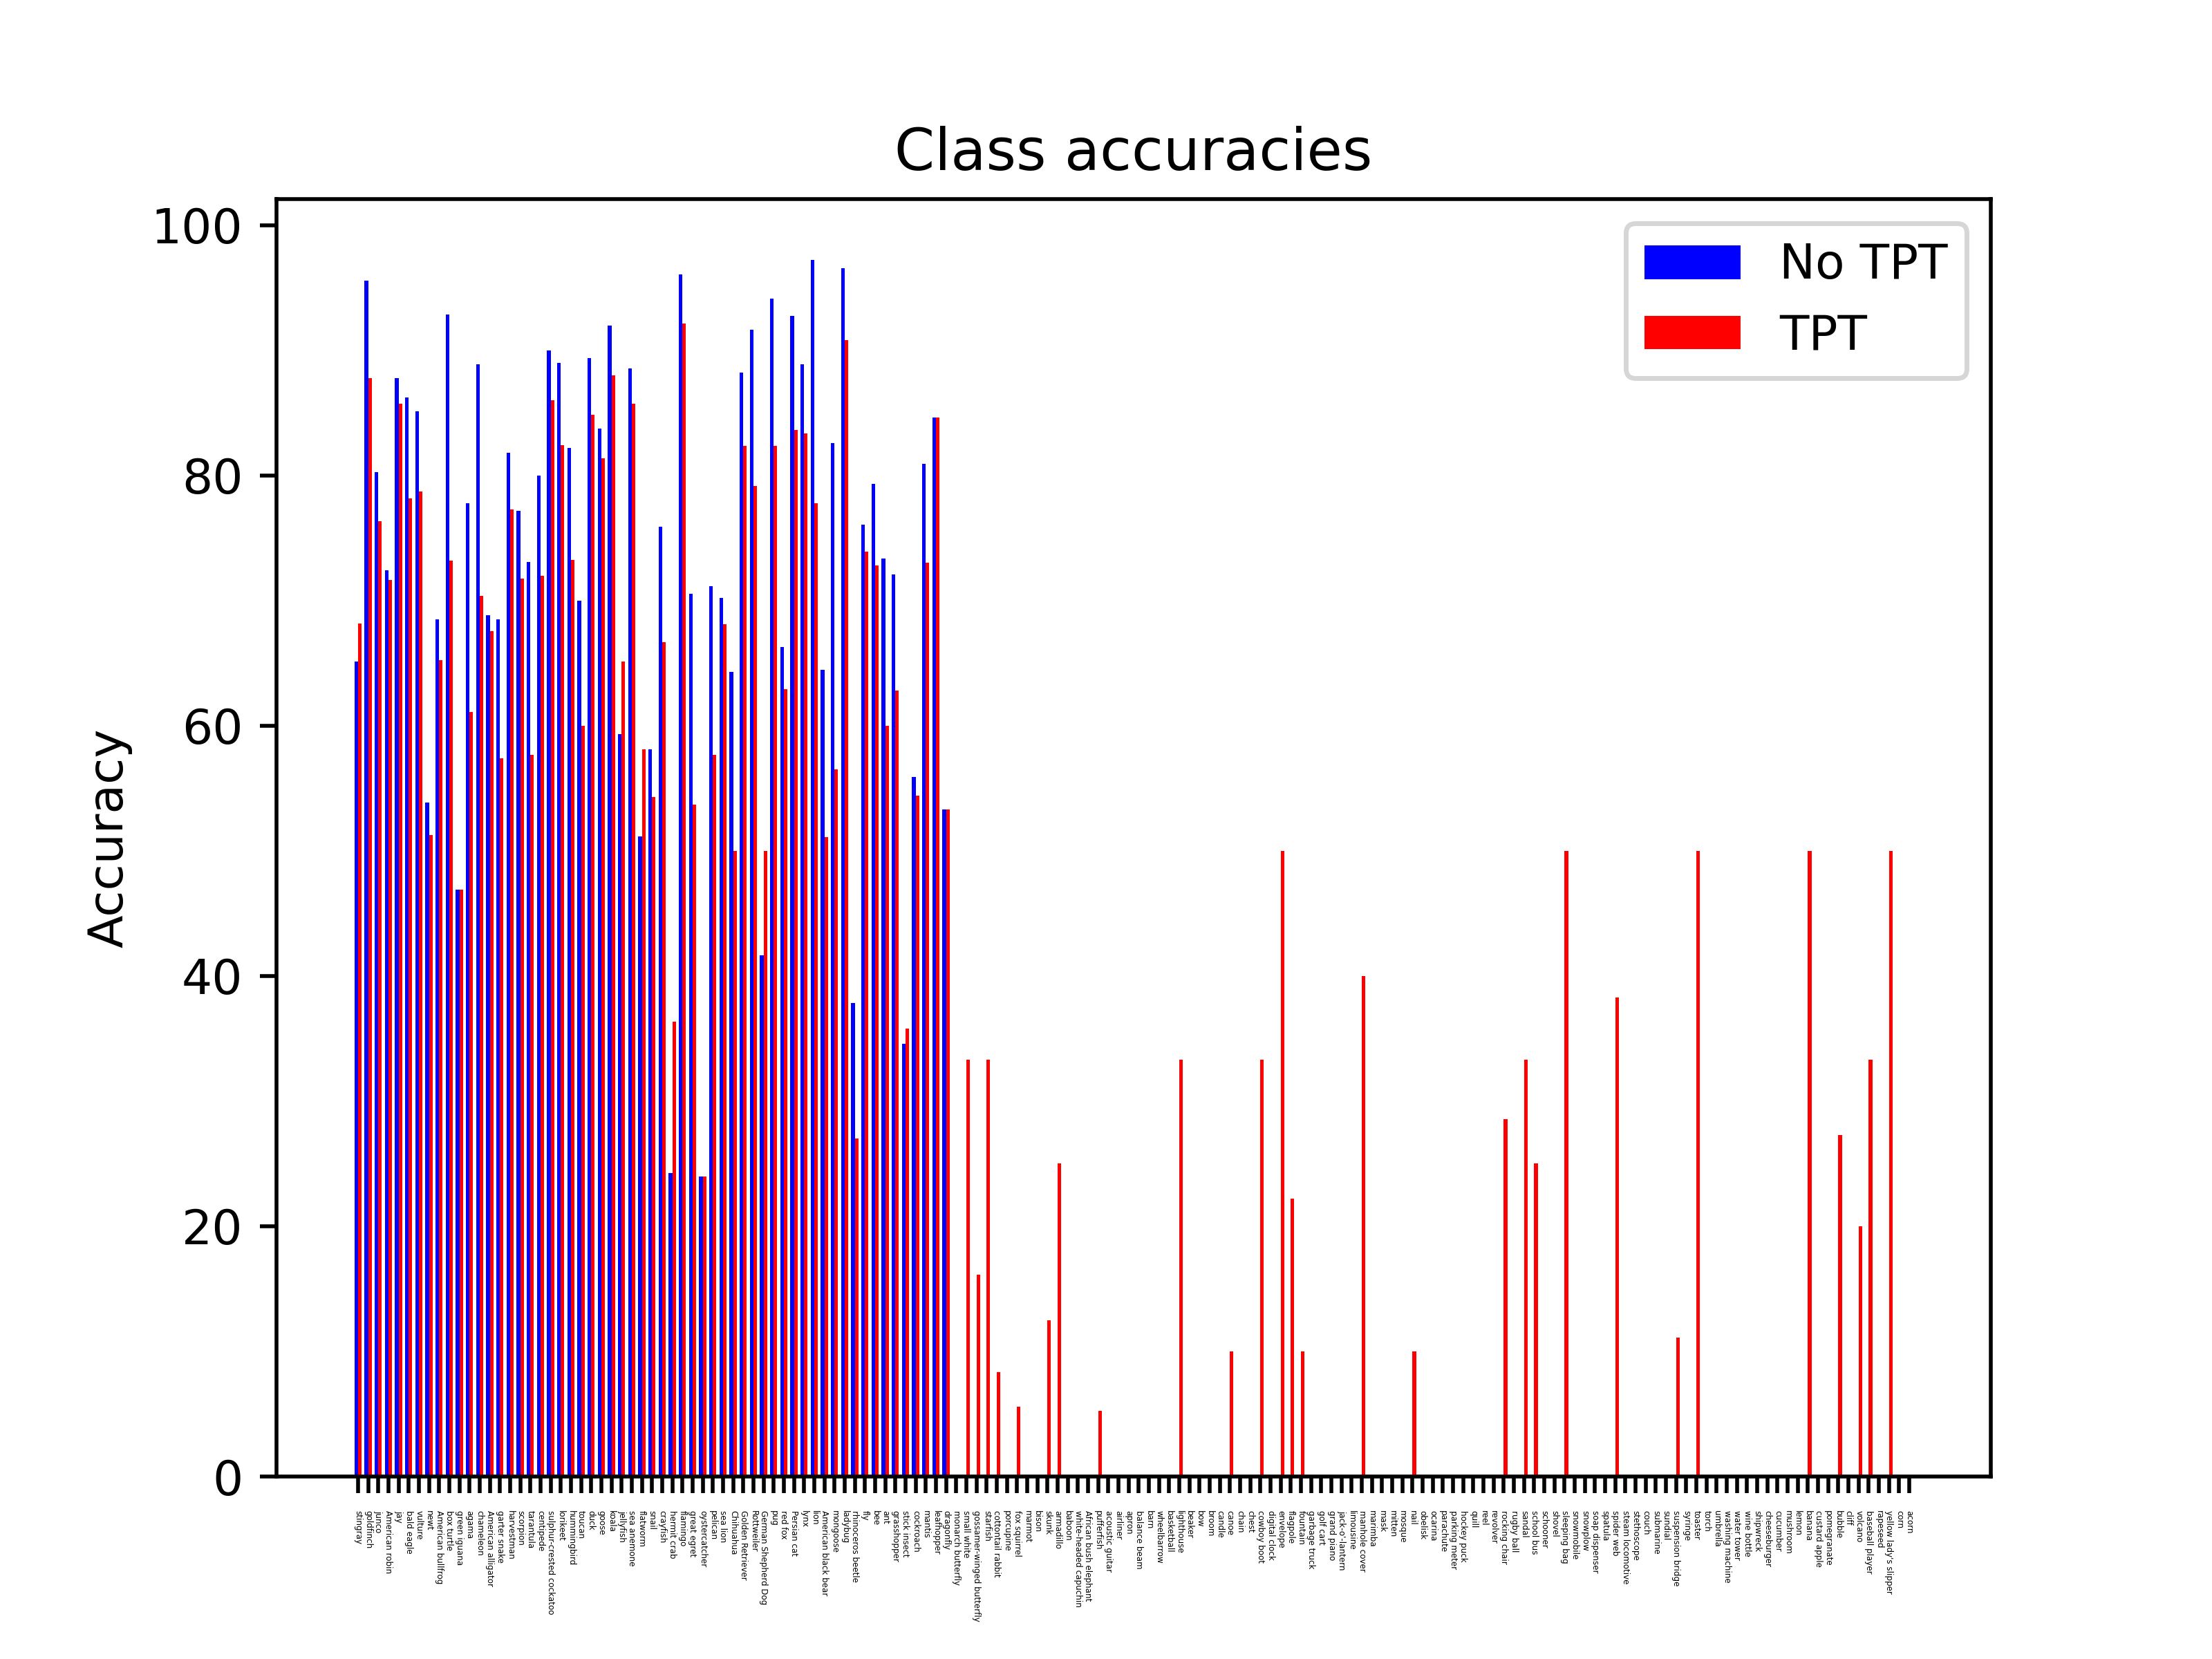 Class accuracies
No TPT
TPT
Accuracy
100
80
60
40
20
0
stingray
goldfinch
junco
American robin
jay
bald eagle
vulture
newt
American bullfrog
box turtle
green iguana
agama
chameleon
American alligator
garter snake
harvestman
scorpion
tarantula
centipede
sulphur-crested cockatoo
lorikeet
hummingbird
toucan
duck
goose
koala
jellyfish
sea anemone
flatworm
snail
crayfish
hermit crab
flamingo
great egret
oystercatcher
pelican
sea lion
Chihuahua
Golden Retriever
Rottweiler
German Shepherd Dog
pug
red fox
Persian cat
lynx
lion
American black bear
mongoose
ladybug
rhinoceros beetle
fly
bee
ant
grasshopper
stick insect
cockroach
mantis
leafhopper
dragonfly
monarch butterfly
small white
gossamer-winged butterfly
starfish
cottontail rabbit
porcupine
fox squirrel
marmot
bison
skunk
armadillo
baboon
white-headed capuchin
African bush elephant
pufferfish
acoustic guitar
airliner
apron
balance beam
barn
wheelbarrow
basketball
lighthouse
beaker
bow
broom
candle
canoe
chain
chest
cowboy boot
digital clock
envelope
flagpole
fountain
garbage truck
golf cart
grand piano
jack-o'-lantern
limousine
manhole cover
marimba
mask
mitten
mosque
nail
obelisk
ocarina
parachute
parking meter
hockey puck
quill
reel
revolver
rocking chair
rugby ball
sandal
school bus
schooner
shovel
sleeping bag
snowmobile
snowplow
soap dispenser
spatula
spider web
steam locomotive
stethoscope
couch
submarine
sundial
suspension bridge
syringe
toaster
torch
umbrella
washing machine
water tower
wine bottle
shipwreck
cheeseburger
cucumber
mushroom
lemon
banana
custard apple
pomegranate
bubble
cliff
volcano
baseball player
rapeseed
yellow lady's slipper
corn
acorn